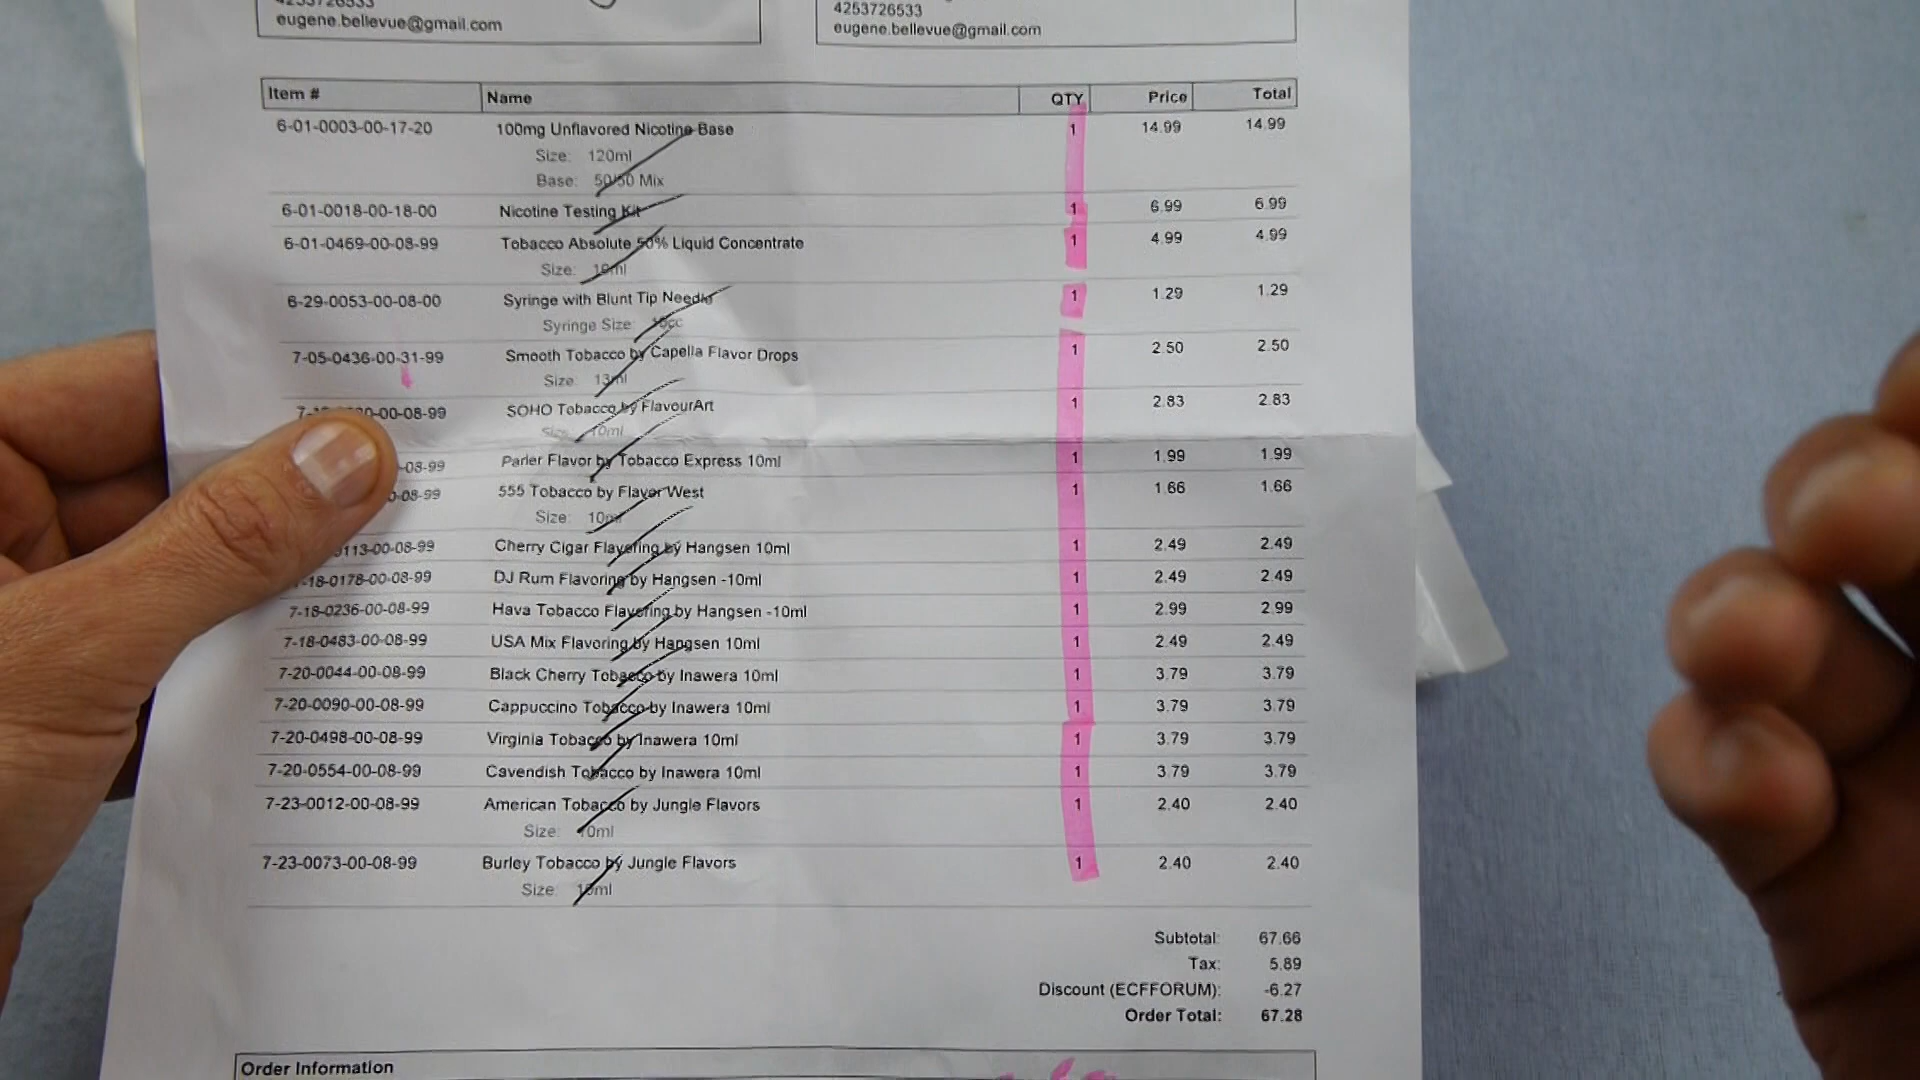 4253726533
eugene.bellevue@gmail.com
4253726533
eugene.bellevue@gmail.com
Item # Name QTY Price Total
6-01-0003-00-17-20 100mg Unflavored Nicotine Base 1 14.99 14.99
Size: 120ml
Base: 50/50 Mix
6-01-0018-00-18-00 Nicotine Testing Kit 1 6.99 6.99
6-01-0469-00-08-99 Tobacco Absolute 50% Liquid Concentrate 1 4.99 4.99
Size: 10ml
6-29-0053-00-08-00 Syringe with Blunt Tip Needle 1 1.29 1.29
Syringe Size:
7-05-0436-00-31-99 Smooth Tobacco by Capella Flavor Drops 1 2.50 2.50
Size: 13ml
00-08-99 SOHO Tobacco by FlavourArt 1 2.83 2.83
Size: 10ml
-08-99 Parler Flavor by Tobacco Express 10ml 1 1.99 1.99
-08-99 555 Tobacco by Flavor West 1 1.66 1.66
Size: 10ml
0113-00-08-99 Cherry Cigar Flavoring by Hangsen 10ml 1 2.49 2.49
-18-0178-00-08-99 DJ Rum Flavoring by Hangsen -10ml 1 2.49 2.49
7-18-0236-00-08-99 Hava Tobacco Flavoring by Hangsen -10ml 1 2.99 2.99
7-18-0483-00-08-99 USA Mix Flavoring by Hangsen 10ml 1 2.49 2.49
7-20-0044-00-08-99 Black Cherry Tobacco by Inawera 10ml 1 3.79 3.79
7-20-0090-00-08-99 Cappuccino Tobacco by Inawera 10ml 1 3.79 3.79
7-20-0498-00-08-99 Virginia Tobacco by Inawera 10ml 1 3.79 3.79
7-20-0554-00-08-99 Cavendish Tobacco by Inawera 10ml 1 3.79 3.79
7-23-0012-00-08-99 American Tobacco by Jungle Flavors 1 2.40 2.40
Size: 10ml
7-23-0073-00-08-99 Burley Tobacco by Jungle Flavors 1 2.40 2.40
Size: 10ml
Subtotal: 67.66
Tax: 5.89
Discount (ECFFORUM): -6.27
Order Total: 67.28
Order Information